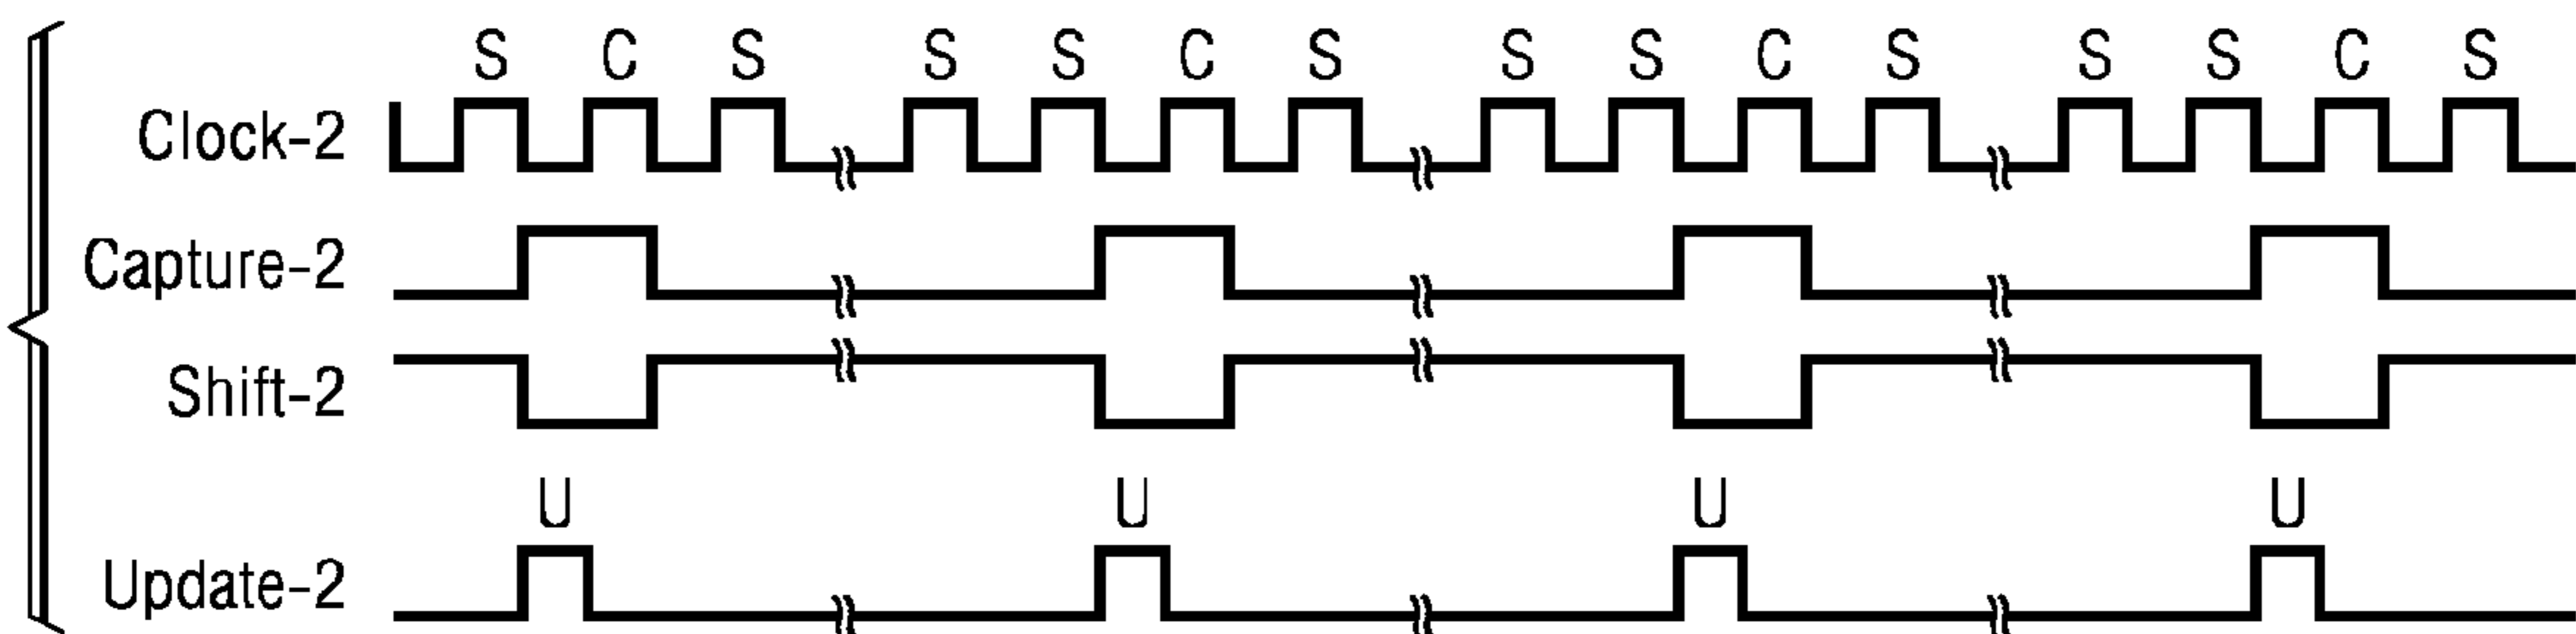 S C S S S C S S S C S S S C S
Clock-2
Capture-2
Shift-2
U U U U
Update-2